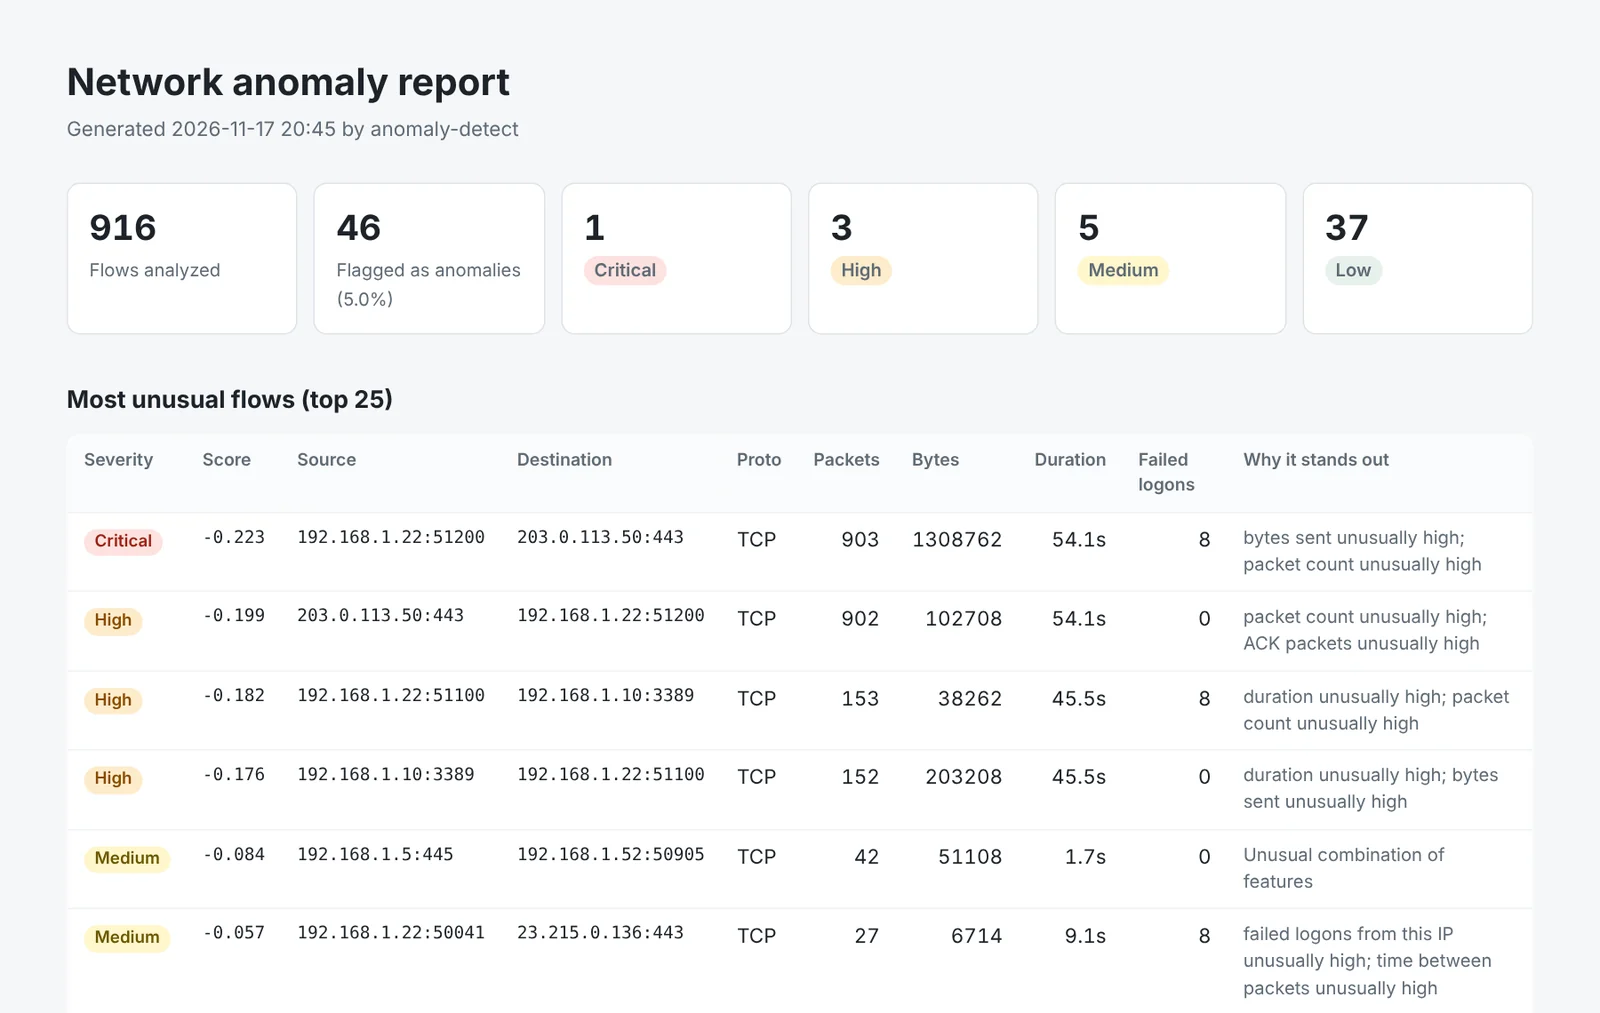 Network anomaly report
Generated 2026-11-17 20:45 by anomaly-detect
916
Flows analyzed
46
Flagged as anomalies
(5.0%)
1
Critical
3
High
5
Medium
37
Low
Most unusual flows (top 25)
Severity Score Source Destination Proto Packets Bytes Duration Failed logons Why it stands out
Critical -0.223 192.168.1.22:51200 203.0.113.50:443 TCP 903 1308762 54.1s 8 bytes sent unusually high;
packet count unusually high
High -0.199 203.0.113.50:443 192.168.1.22:51200 TCP 902 102708 54.1s 0 packet count unusually high;
ACK packets unusually high
High -0.182 192.168.1.22:51100 192.168.1.10:3389 TCP 153 38262 45.5s 8 duration unusually high; packet
count unusually high
High -0.176 192.168.1.10:3389 192.168.1.22:51100 TCP 152 203208 45.5s 0 duration unusually high; bytes
sent unusually high
Medium -0.084 192.168.1.5:445 192.168.1.52:50905 TCP 42 51108 1.7s 0 Unusual combination of
features
Medium -0.057 192.168.1.22:50041 23.215.0.136:443 TCP 27 6714 9.1s 8 failed logons from this IP
unusually high; time between
packets unusually high